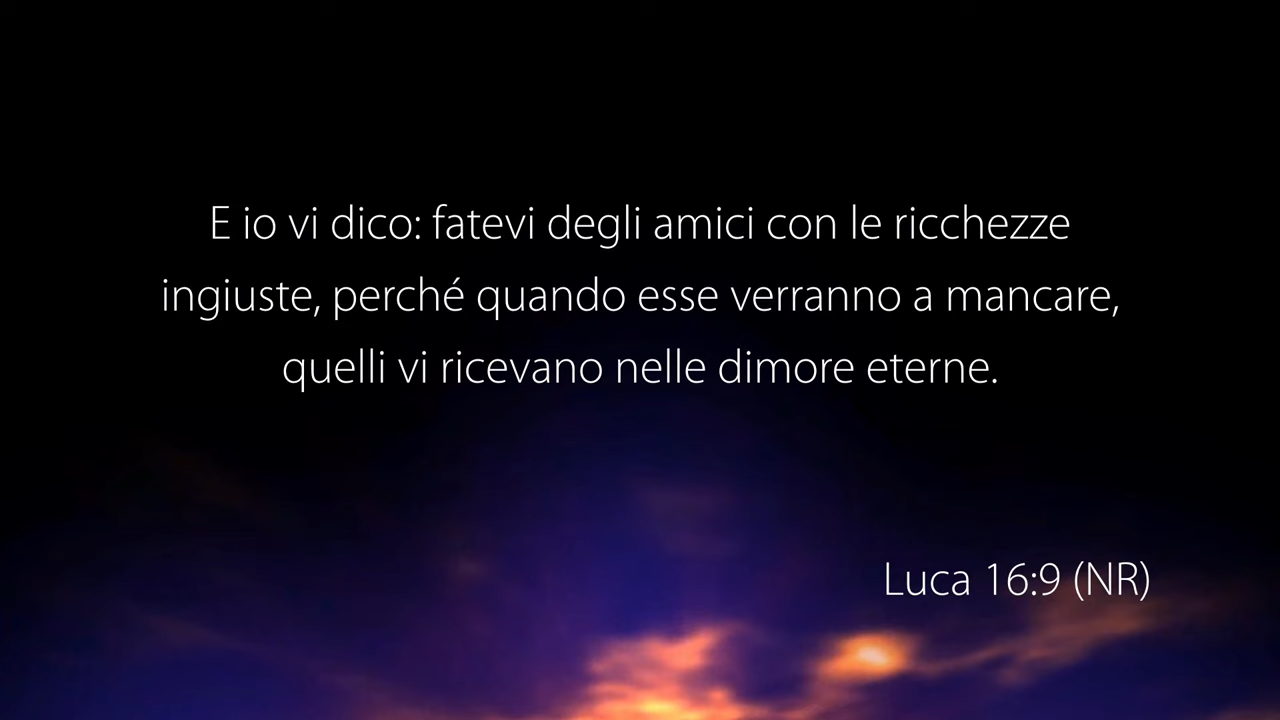 E io vi dico: fatevi degli amici con le ricchezze
ingiuste, perché quando esse verranno a mancare,
quelli vi ricevano nelle dimore eterne.
Luca 16:9 (NR)